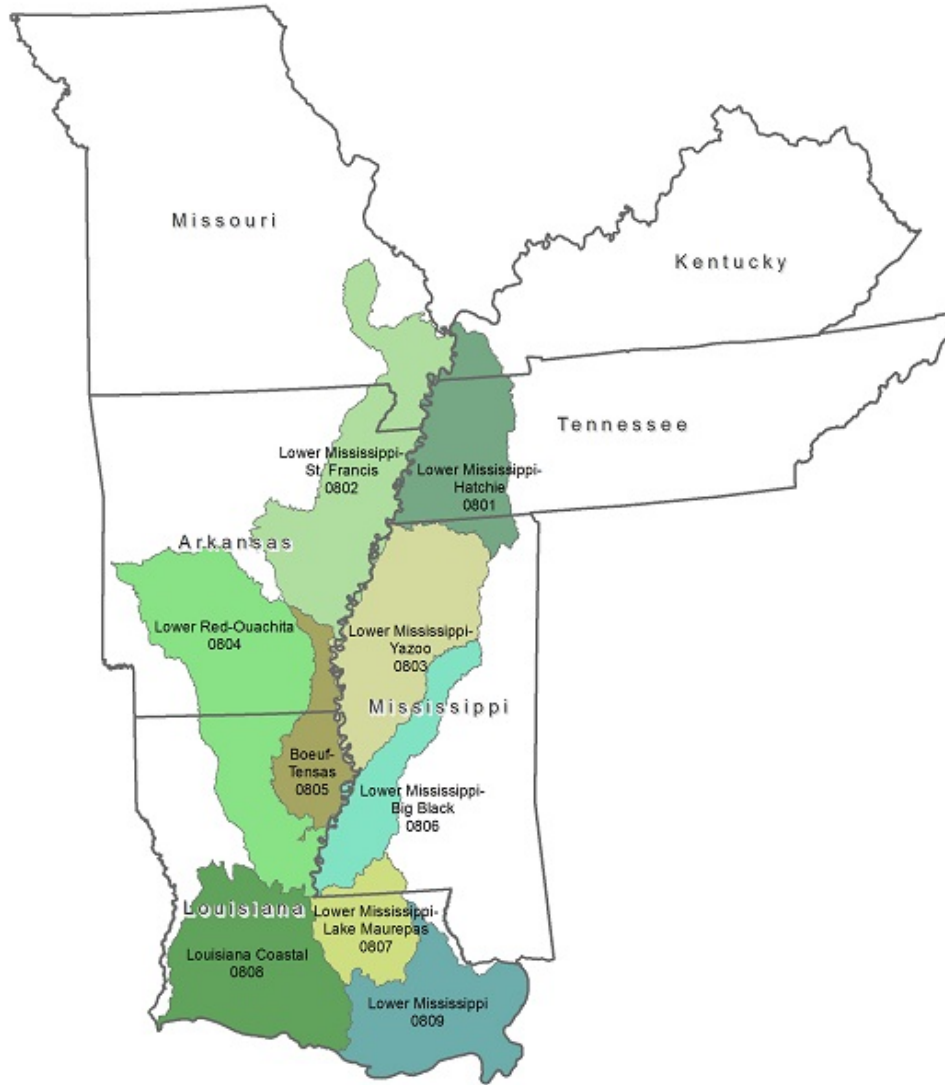 Missouri
Kentucky
Tennessee
Lower Mississippi-
St. Francis
0802
Lower Mississippi-
Hatchie
0801
Arkansas
Lower Red-Ouachita
0804
Lower Mississippi-
Yazoo
0803
Mississippi
Boeuf-
Tensas
0805
Lower Mississippi-
Big Black
0806
Louisiana
Lower Mississippi-
Lake Maurepas
0807
Louisiana Coastal
0808
Lower Mississippi
0809